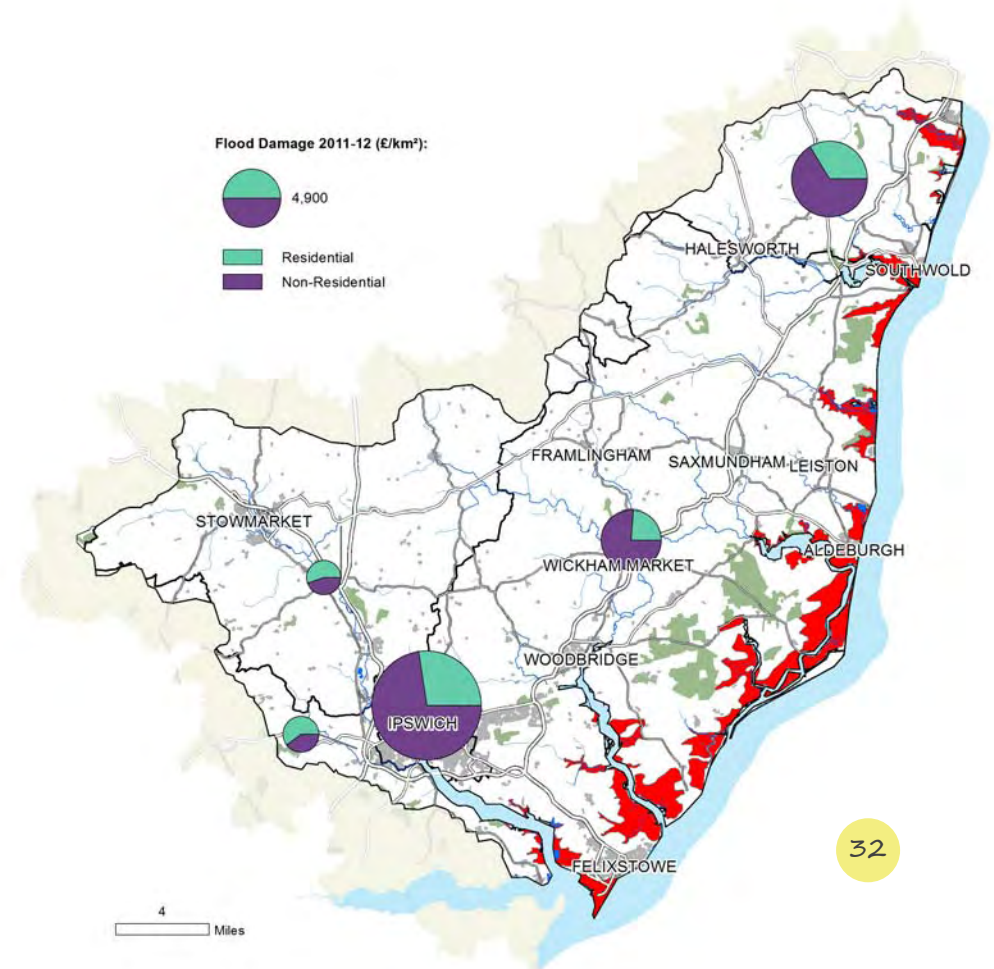 Flood Damage 2011-12 (£/km²):
4,900
Residential
Non-Residential
HALESWORTH
SOUTHWOLD
FRAMLINGHAM
SAXMUNDHAM
LEISTON
STOWMARKET
ALDEBURGH
WICKHAM MARKET
WOODBRIDGE
IPSWICH
32
FELIXSTOWE
4
Miles